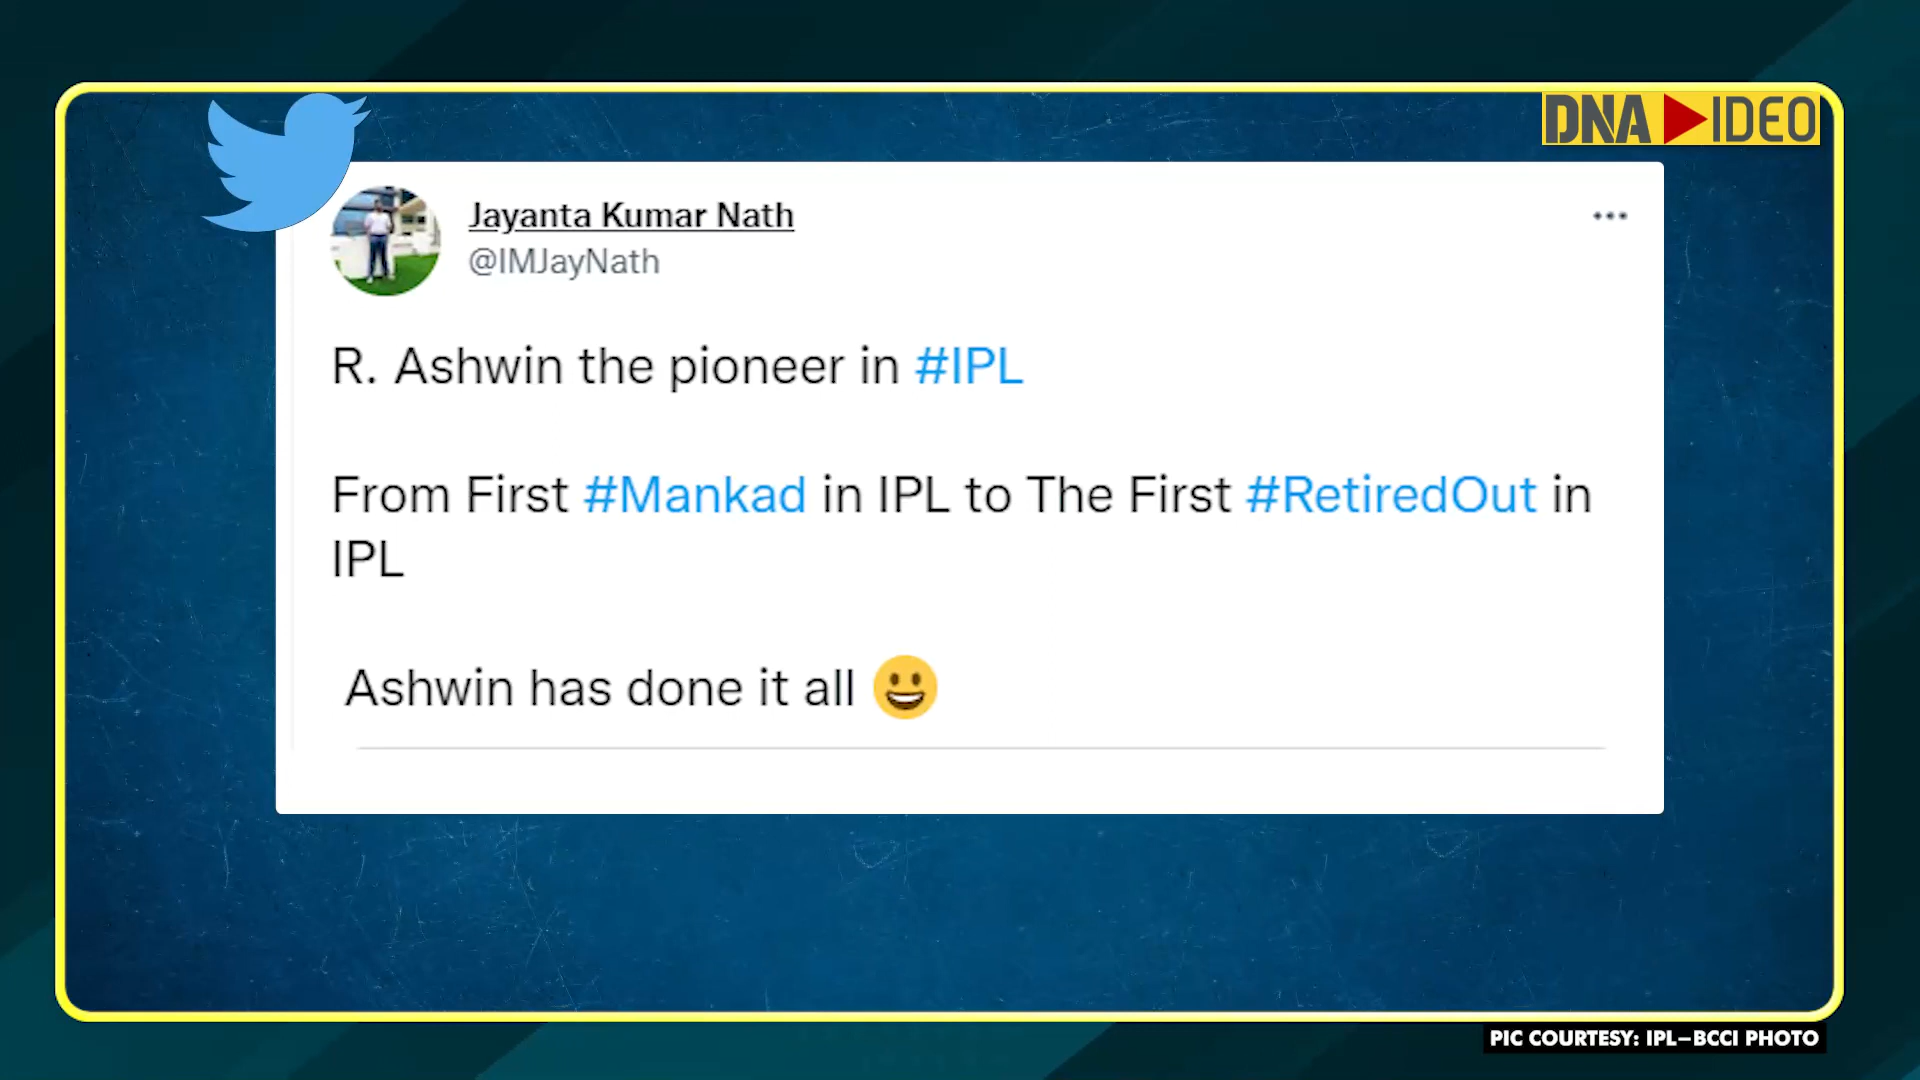 DNA VIDEO
Jayanta Kumar Nath
@IMJayNath
R. Ashwin the pioneer in #IPL
From First #Mankad in IPL to The First #RetiredOut in
IPL
Ashwin has done it all 😀
PIC COURTESY: IPL–BCCI PHOTO